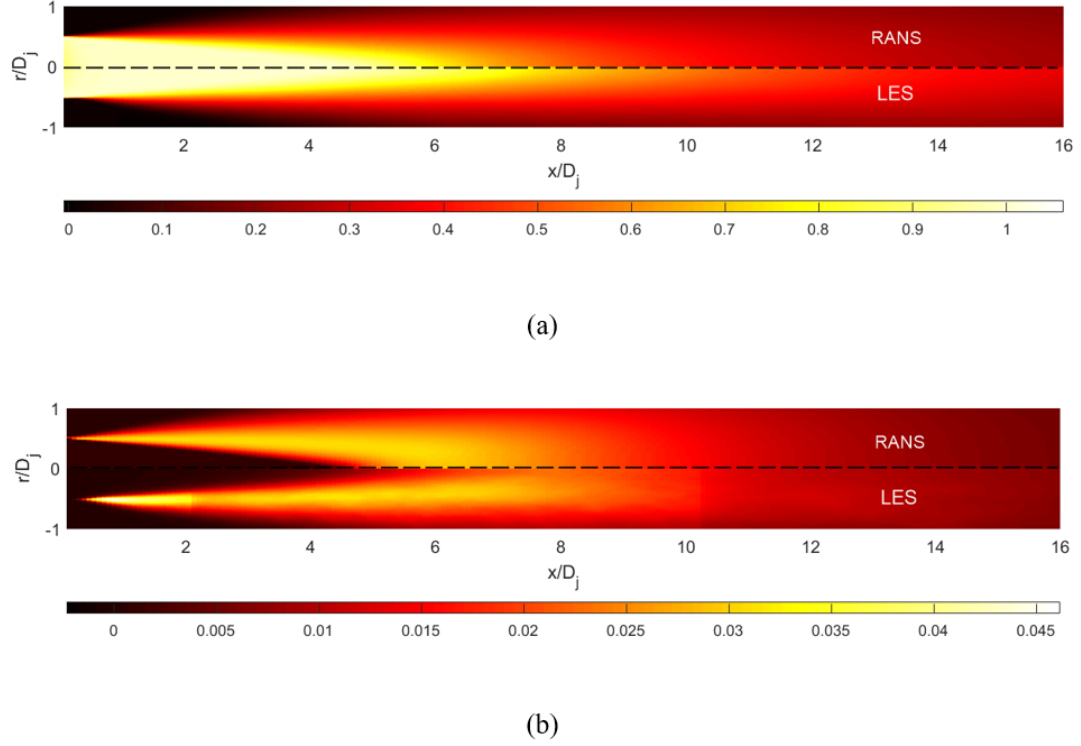 1
r/Dj
0
-1
RANS
LES
2 4 6 8 10 12 14 16
x/Dj
0 0.1 0.2 0.3 0.4 0.5 0.6 0.7 0.8 0.9 1
(a)
1
r/Dj
0
-1
RANS
LES
2 4 6 8 10 12 14 16
x/Dj
0 0.005 0.01 0.015 0.02 0.025 0.03 0.035 0.04 0.045
(b)